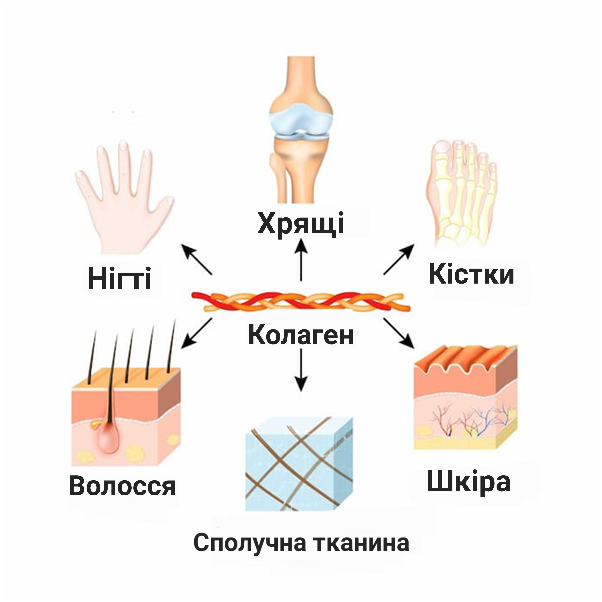 Хрящі
Нігті
Кістки
Колаген
Волосся
Шкіра
Сполучна тканина